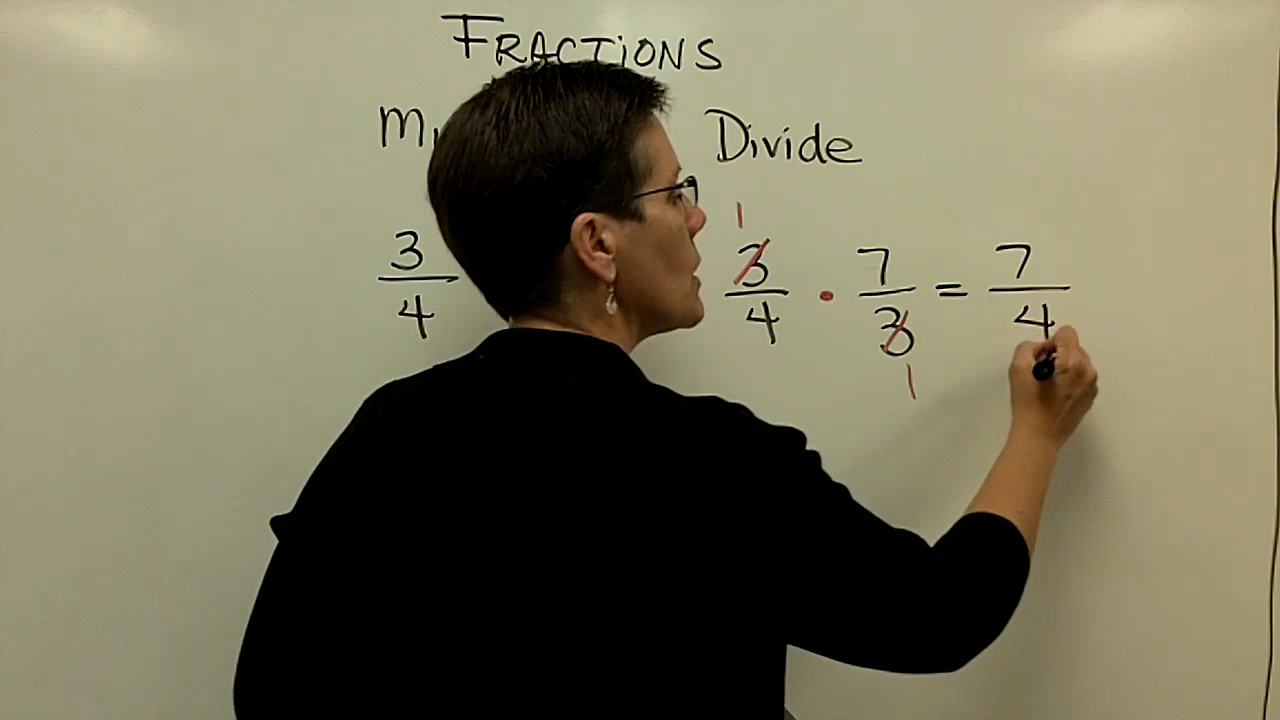 FRACTIONS
Divide
3/4 3/4 · 7/3 = 7/4
1 1